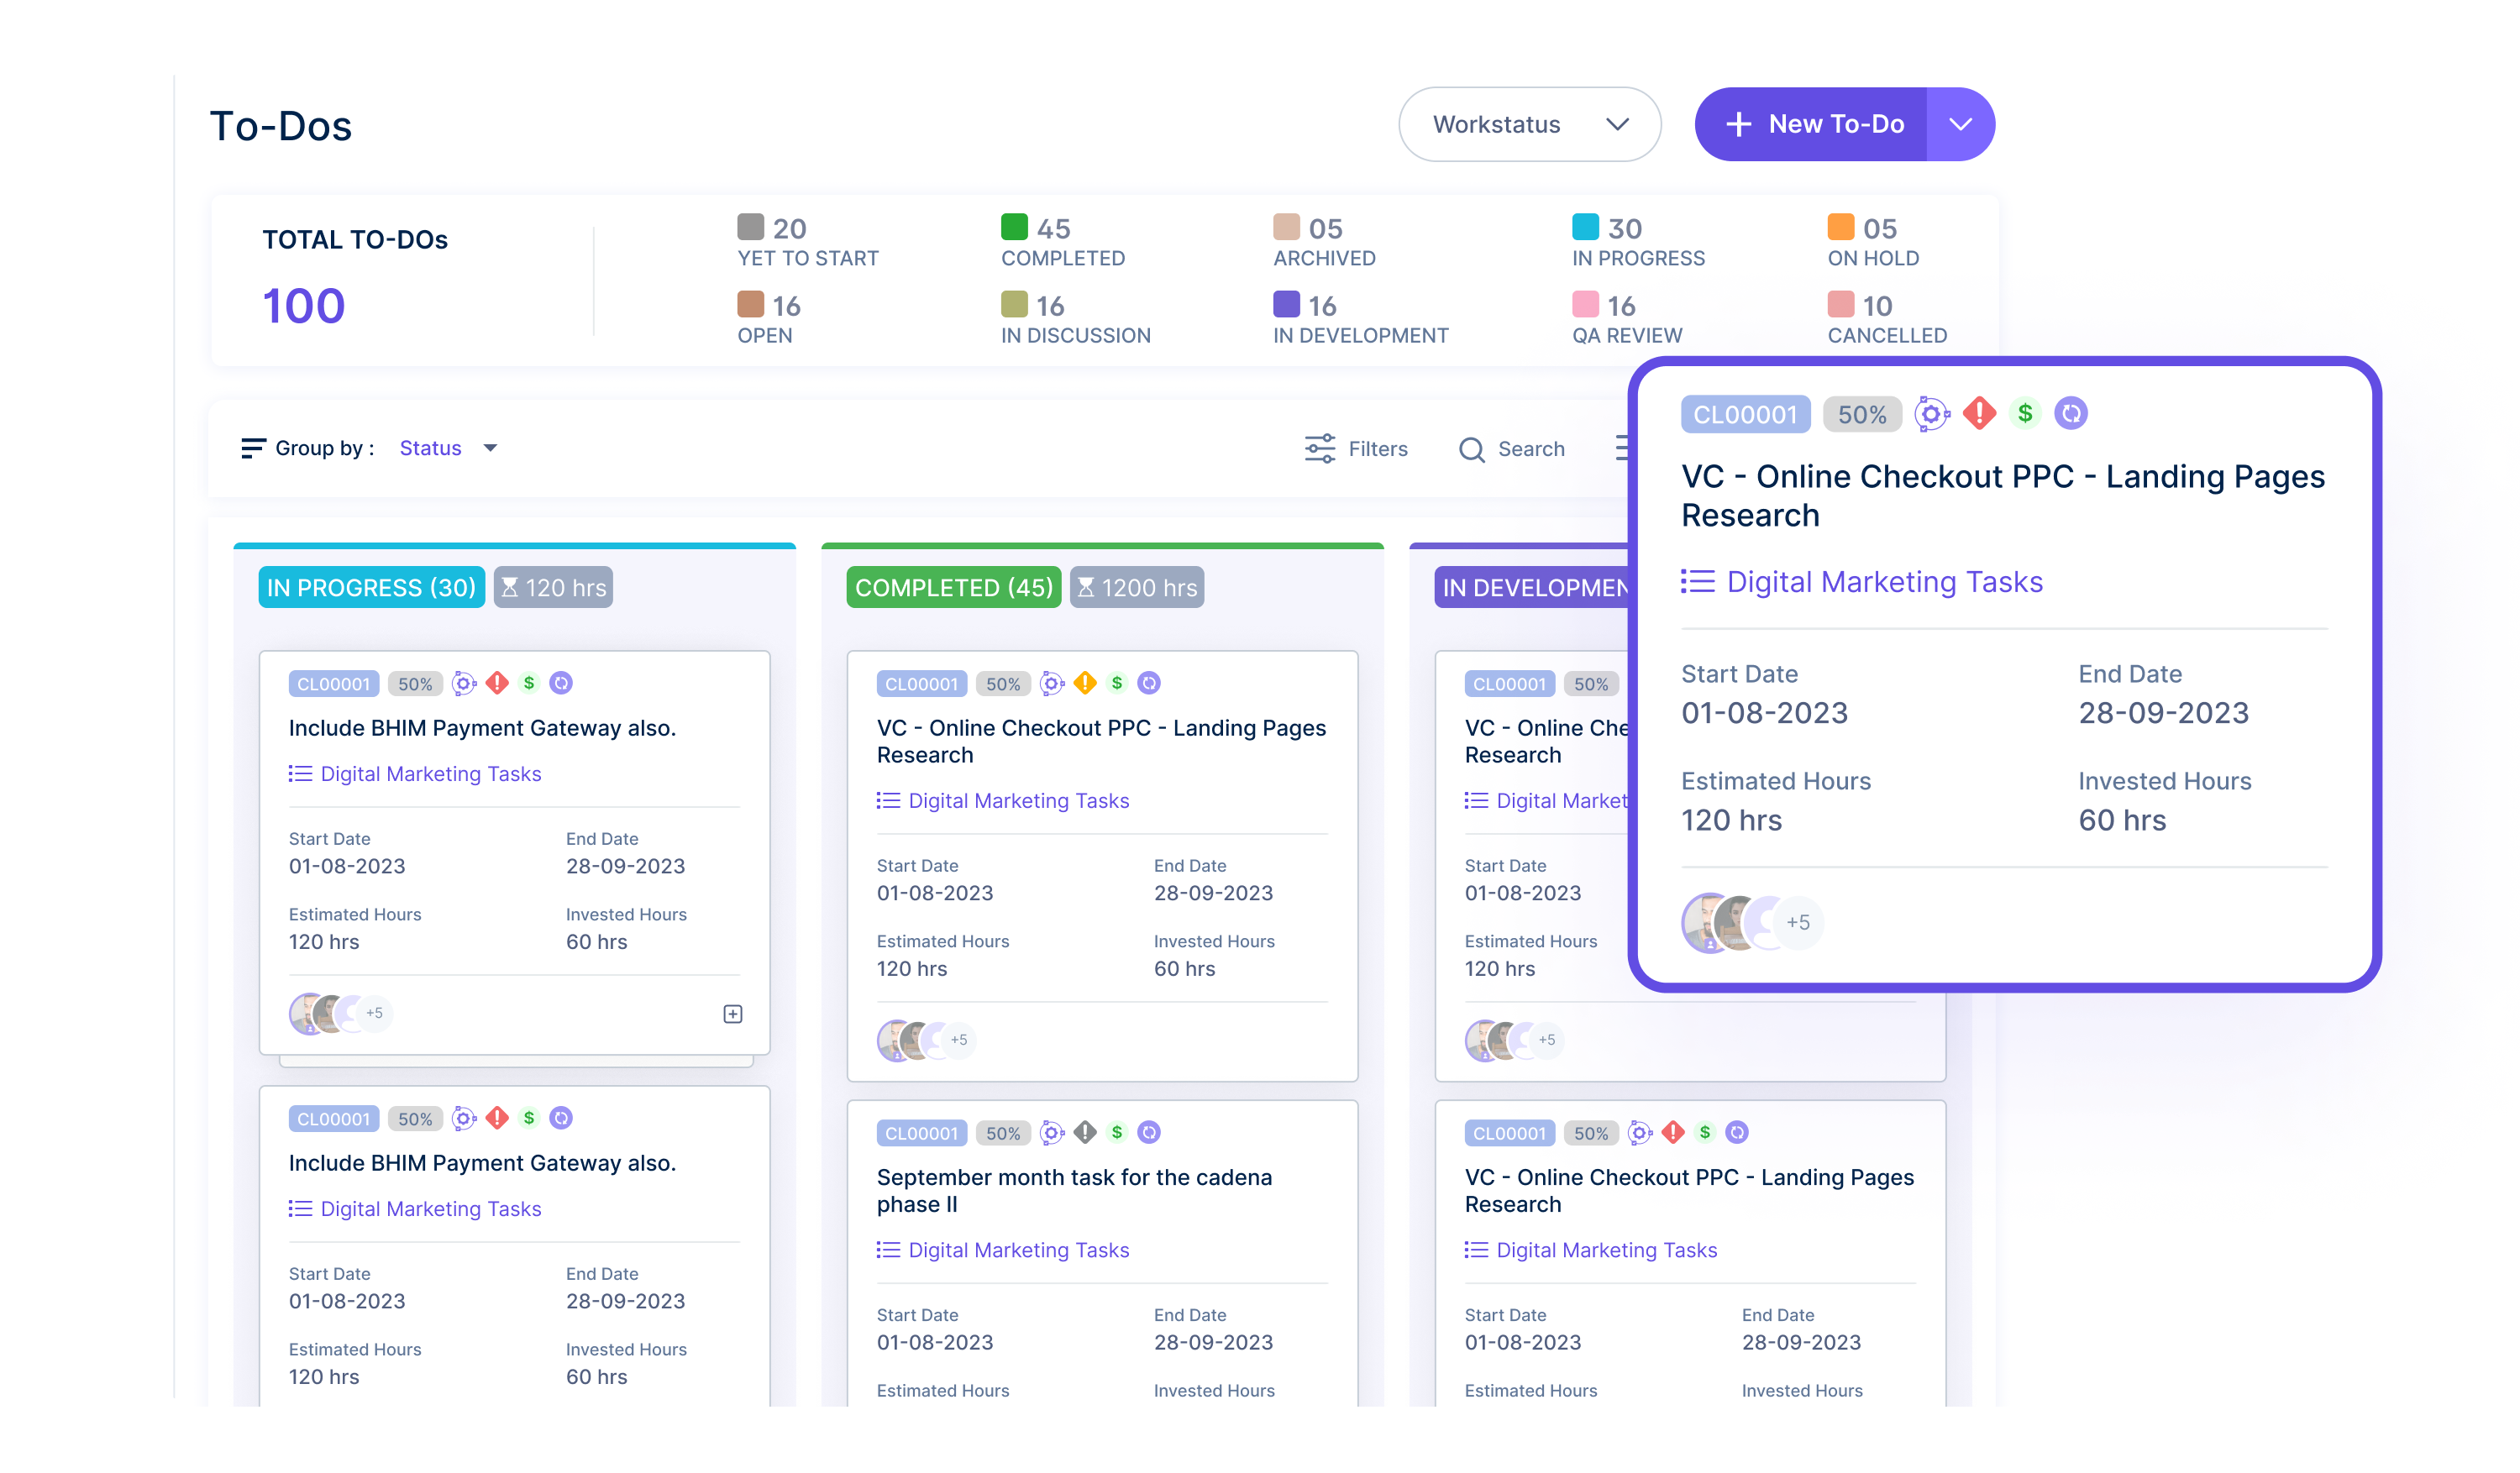 To-Dos
Workstatus
New To-Do
TOTAL TO-DOs
100
20
YET TO START
45
COMPLETED
05
ARCHIVED
30
IN PROGRESS
05
ON HOLD
16
OPEN
16
IN DISCUSSION
16
IN DEVELOPMENT
16
QA REVIEW
10
CANCELLED
Group by :
Status
Filters
Search
IN PROGRESS (30)
120 hrs
CL00001
50%
$
Include BHIM Payment Gateway also.
Digital Marketing Tasks
Start Date
End Date
01-08-2023
28-09-2023
Estimated Hours
Invested Hours
120 hrs
60 hrs
+5
CL00001
50%
$
Include BHIM Payment Gateway also.
Digital Marketing Tasks
Start Date
End Date
01-08-2023
28-09-2023
Estimated Hours
Invested Hours
120 hrs
60 hrs
COMPLETED (45)
1200 hrs
CL00001
50%
$
VC - Online Checkout PPC - Landing Pages
Research
Digital Marketing Tasks
Start Date
End Date
01-08-2023
28-09-2023
Estimated Hours
Invested Hours
120 hrs
60 hrs
+5
CL00001
50%
$
September month task for the cadena
phase II
Digital Marketing Tasks
Start Date
End Date
01-08-2023
28-09-2023
Estimated Hours
Invested Hours
IN DEVELOPMEN
CL00001
50%
VC - Online Che
Research
Digital Market
Start Date
01-08-2023
Estimated Hours
120 hrs
+5
CL00001
50%
$
VC - Online Checkout PPC - Landing Pages
Research
Digital Marketing Tasks
Start Date
End Date
01-08-2023
28-09-2023
Estimated Hours
Invested Hours
CL00001
50%
$
VC - Online Checkout PPC - Landing Pages
Research
Digital Marketing Tasks
Start Date
End Date
01-08-2023
28-09-2023
Estimated Hours
Invested Hours
120 hrs
60 hrs
+5